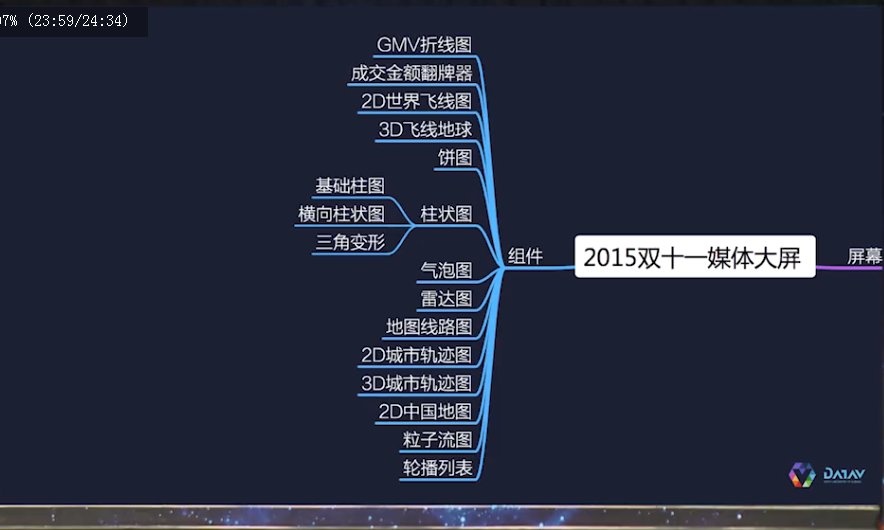 07% (23:59/24:34)
GMV折线图
成交金额翻牌器
2D世界飞线图
3D飞线地球
饼图
基础柱图
横向柱状图
三角变形
柱状图
气泡图
雷达图
地图线路图
2D城市轨迹图
3D城市轨迹图
2D中国地图
粒子流图
轮播列表
组件
2015双十一媒体大屏
屏幕
DATAV